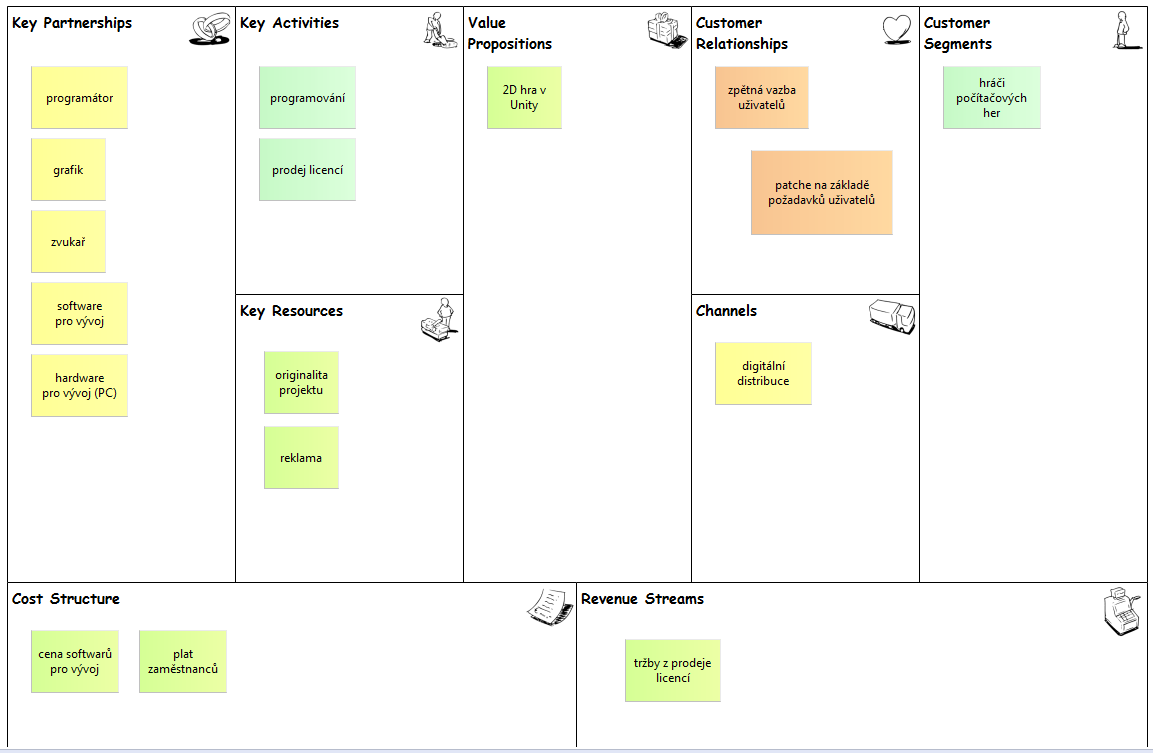 Key Partnerships
programátor
grafik
zvukař
software
pro vývoj
hardware
pro vývoj (PC)
Key Activities
programování
prodej licencí
Key Resources
originalita
projektu
reklama
Value
Propositions
2D hra v
Unity
Customer
Relationships
zpětná vazba
uživatelů
patche na základě
požadavků uživatelů
Channels
digitální
distribuce
Customer
Segments
hráči
počítačových
her
Cost Structure
cena softwarů
pro vývoj
plat
zaměstnanců
Revenue Streams
tržby z prodeje
licencí